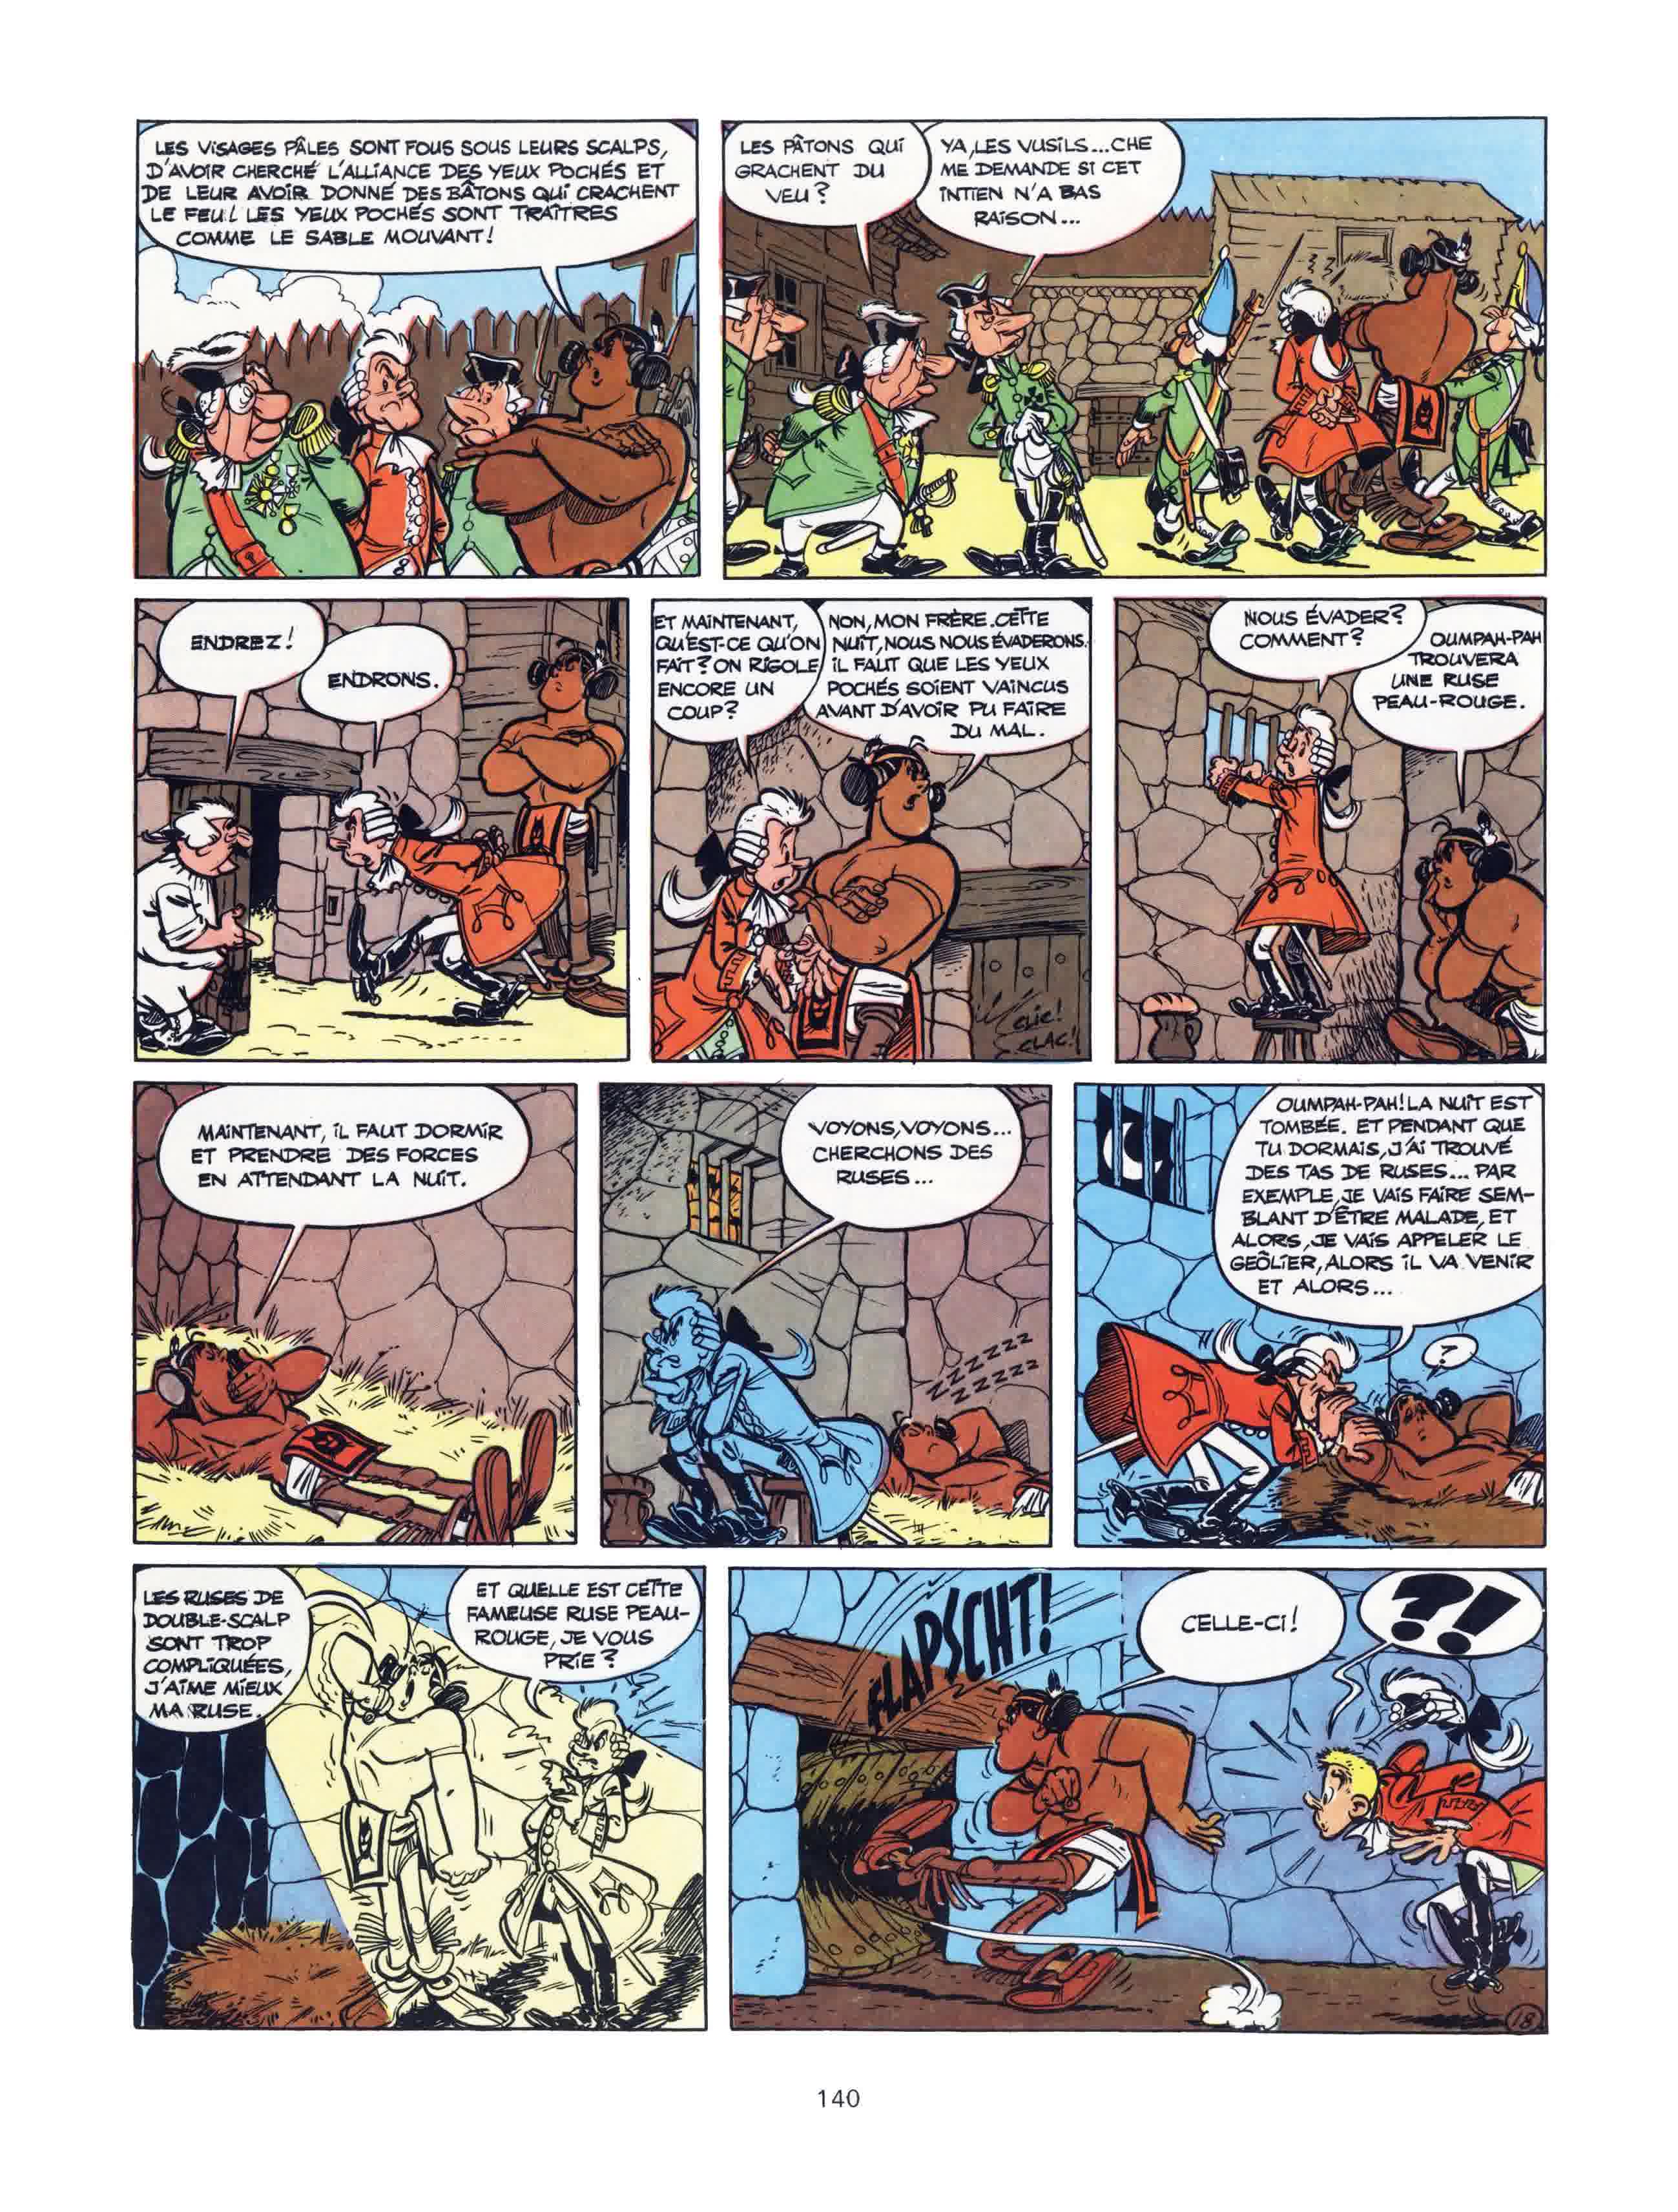 LES VISAGES PÂLES SONT FOUS SOUS LEURS SCALPS,
D'AVOIR CHERCHÉ L'ALLIANCE DES YEUX POCHÉS ET
DE LEUR AVOIR DONNÉ DES BÂTONS QUI CRACHENT
LE FEU! LES YEUX POCHÉS SONT TRAÎTRES
COMME LE SABLE MOUVANT!
LES PÂTONS QUI
GRACHENT DU
VEU?
YA, LES VUSILS... CHE
ME DEMANDE SI CET
INTIEN N'A BAS
RAISON...
ENDREZ!
ENDRONS.
ET MAINTENANT,
QU'EST-CE QU'ON
FAIT? ON RIGOLE
ENCORE UN
COUP?
NON, MON FRÈRE. CETTE
NUIT, NOUS NOUS ÉVADERONS.
IL FAUT QUE LES YEUX
POCHÉS SOIENT VAINCUS
AVANT D'AVOIR PU FAIRE
DU MAL.
CLIC!
CLAC!
NOUS ÉVADER?
COMMENT?
OUMPAH-PAH
TROUVERA
UNE RUSE
PEAU-ROUGE.
MAINTENANT, IL FAUT DORMIR
ET PRENDRE DES FORCES
EN ATTENDANT LA NUIT.
VOYONS, VOYONS...
CHERCHONS DES
RUSES...
ZZZZZZ
ZZZZZ
OUMPAH-PAH! LA NUIT EST
TOMBÉE. ET PENDANT QUE
TU DORMAIS, J'AI TROUVÉ
DES TAS DE RUSES... PAR
EXEMPLE, JE VAIS FAIRE SEM-
BLANT D'ÊTRE MALADE, ET
ALORS, JE VAIS APPELER LE
GEÔLIER, ALORS IL VA VENIR
ET ALORS...
?
LES RUSES DE
DOUBLE-SCALP
SONT TROP
COMPLIQUÉES,
J'AIME MIEUX
MA RUSE.
ET QUELLE EST CETTE
FAMEUSE RUSE PEAU-
ROUGE, JE VOUS
PRIE?
FLAPSCHT!
CELLE-CI!
?!
18
140